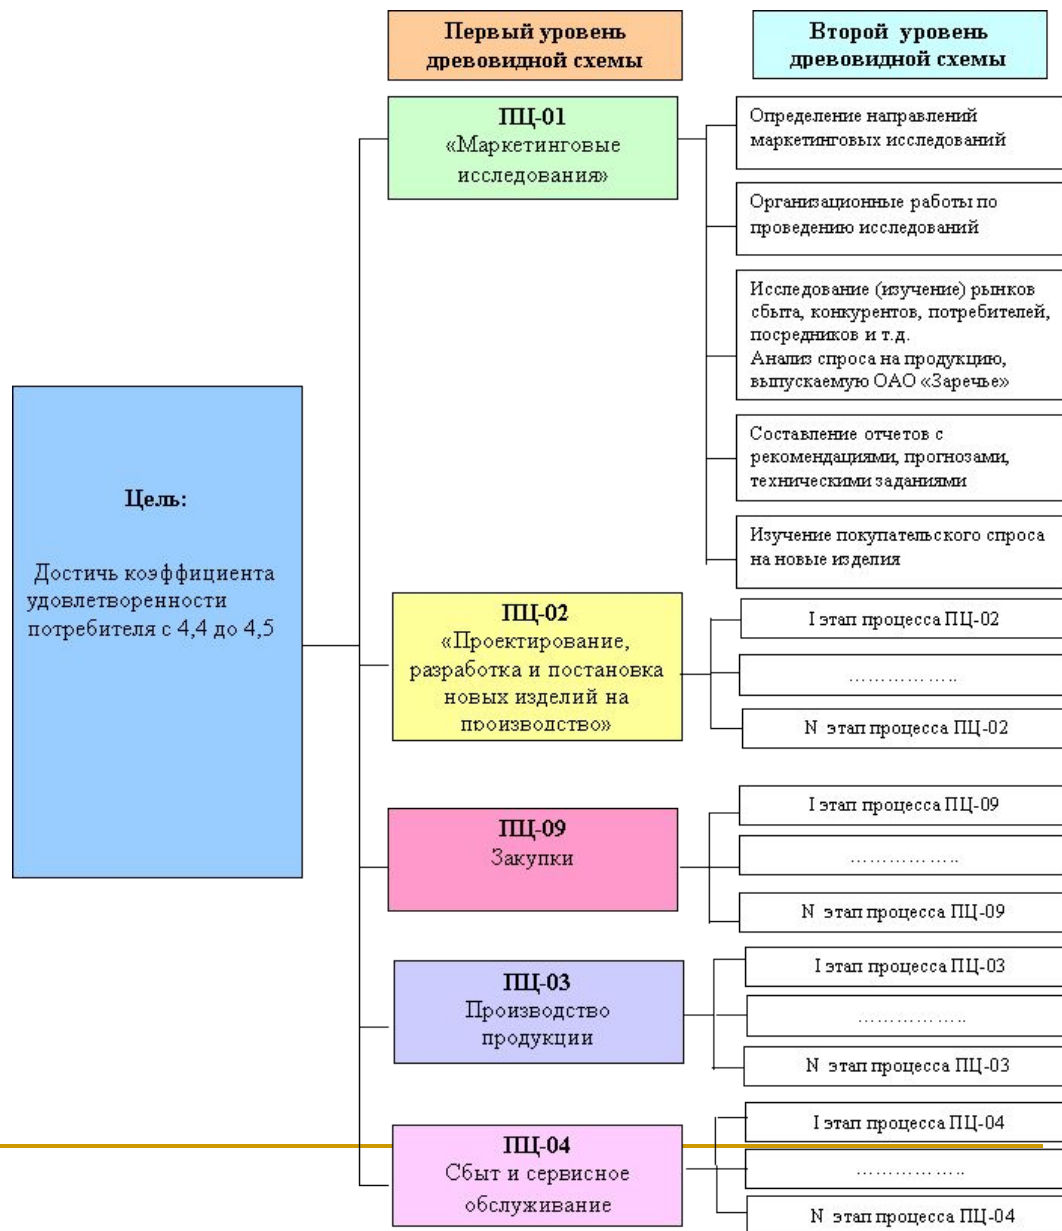 Первый уровень
древовидной схемы
Второй уровень
древовидной схемы
Цель:
Достичь коэффициента
удовлетворенности
потребителя с 4,4 до 4,5
ПЦ-01
«Маркетинговые
исследования»
Определение направлений
маркетинговых исследований
Организационные работы по
проведению исследований
Исследование (изучение) рынков
сбыта, конкурентов, потребителей,
посредников и т.д.
Анализ спроса на продукцию,
выпускаемую ОАО «Заречье»
Составление отчетов с
рекомендациями, прогнозами,
техническими заданиями
Изучение покупательского спроса
на новые изделия
ПЦ-02
«Проектирование,
разработка и постановка
новых изделий на
производство»
I этап процесса ПЦ-02
……………..
N этап процесса ПЦ-02
ПЦ-09
Закупки
I этап процесса ПЦ-09
……………..
N этап процесса ПЦ-09
ПЦ-03
Производство
продукции
I этап процесса ПЦ-03
……………..
N этап процесса ПЦ-03
ПЦ-04
Сбыт и сервисное
обслуживание
I этап процесса ПЦ-04
……………..
N этап процесса ПЦ-04